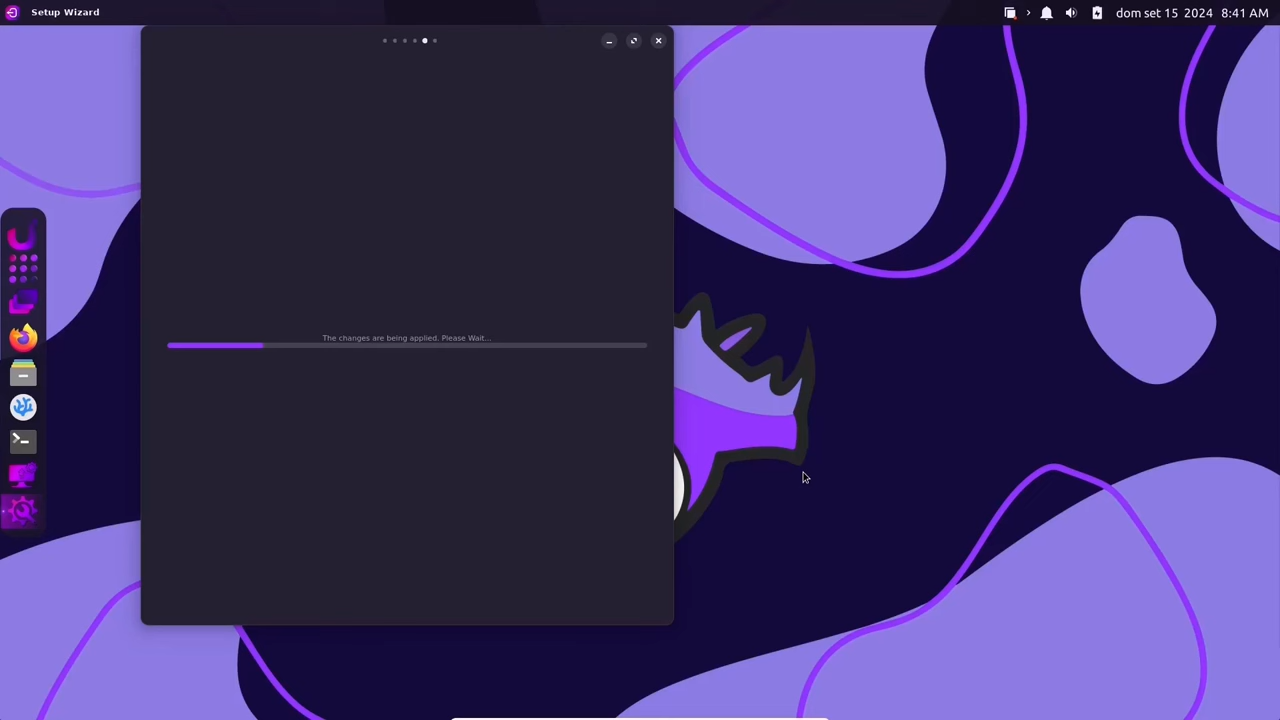 Setup Wizard
dom set 15 2024 8:41 AM
The changes are being applied. Please Wait...